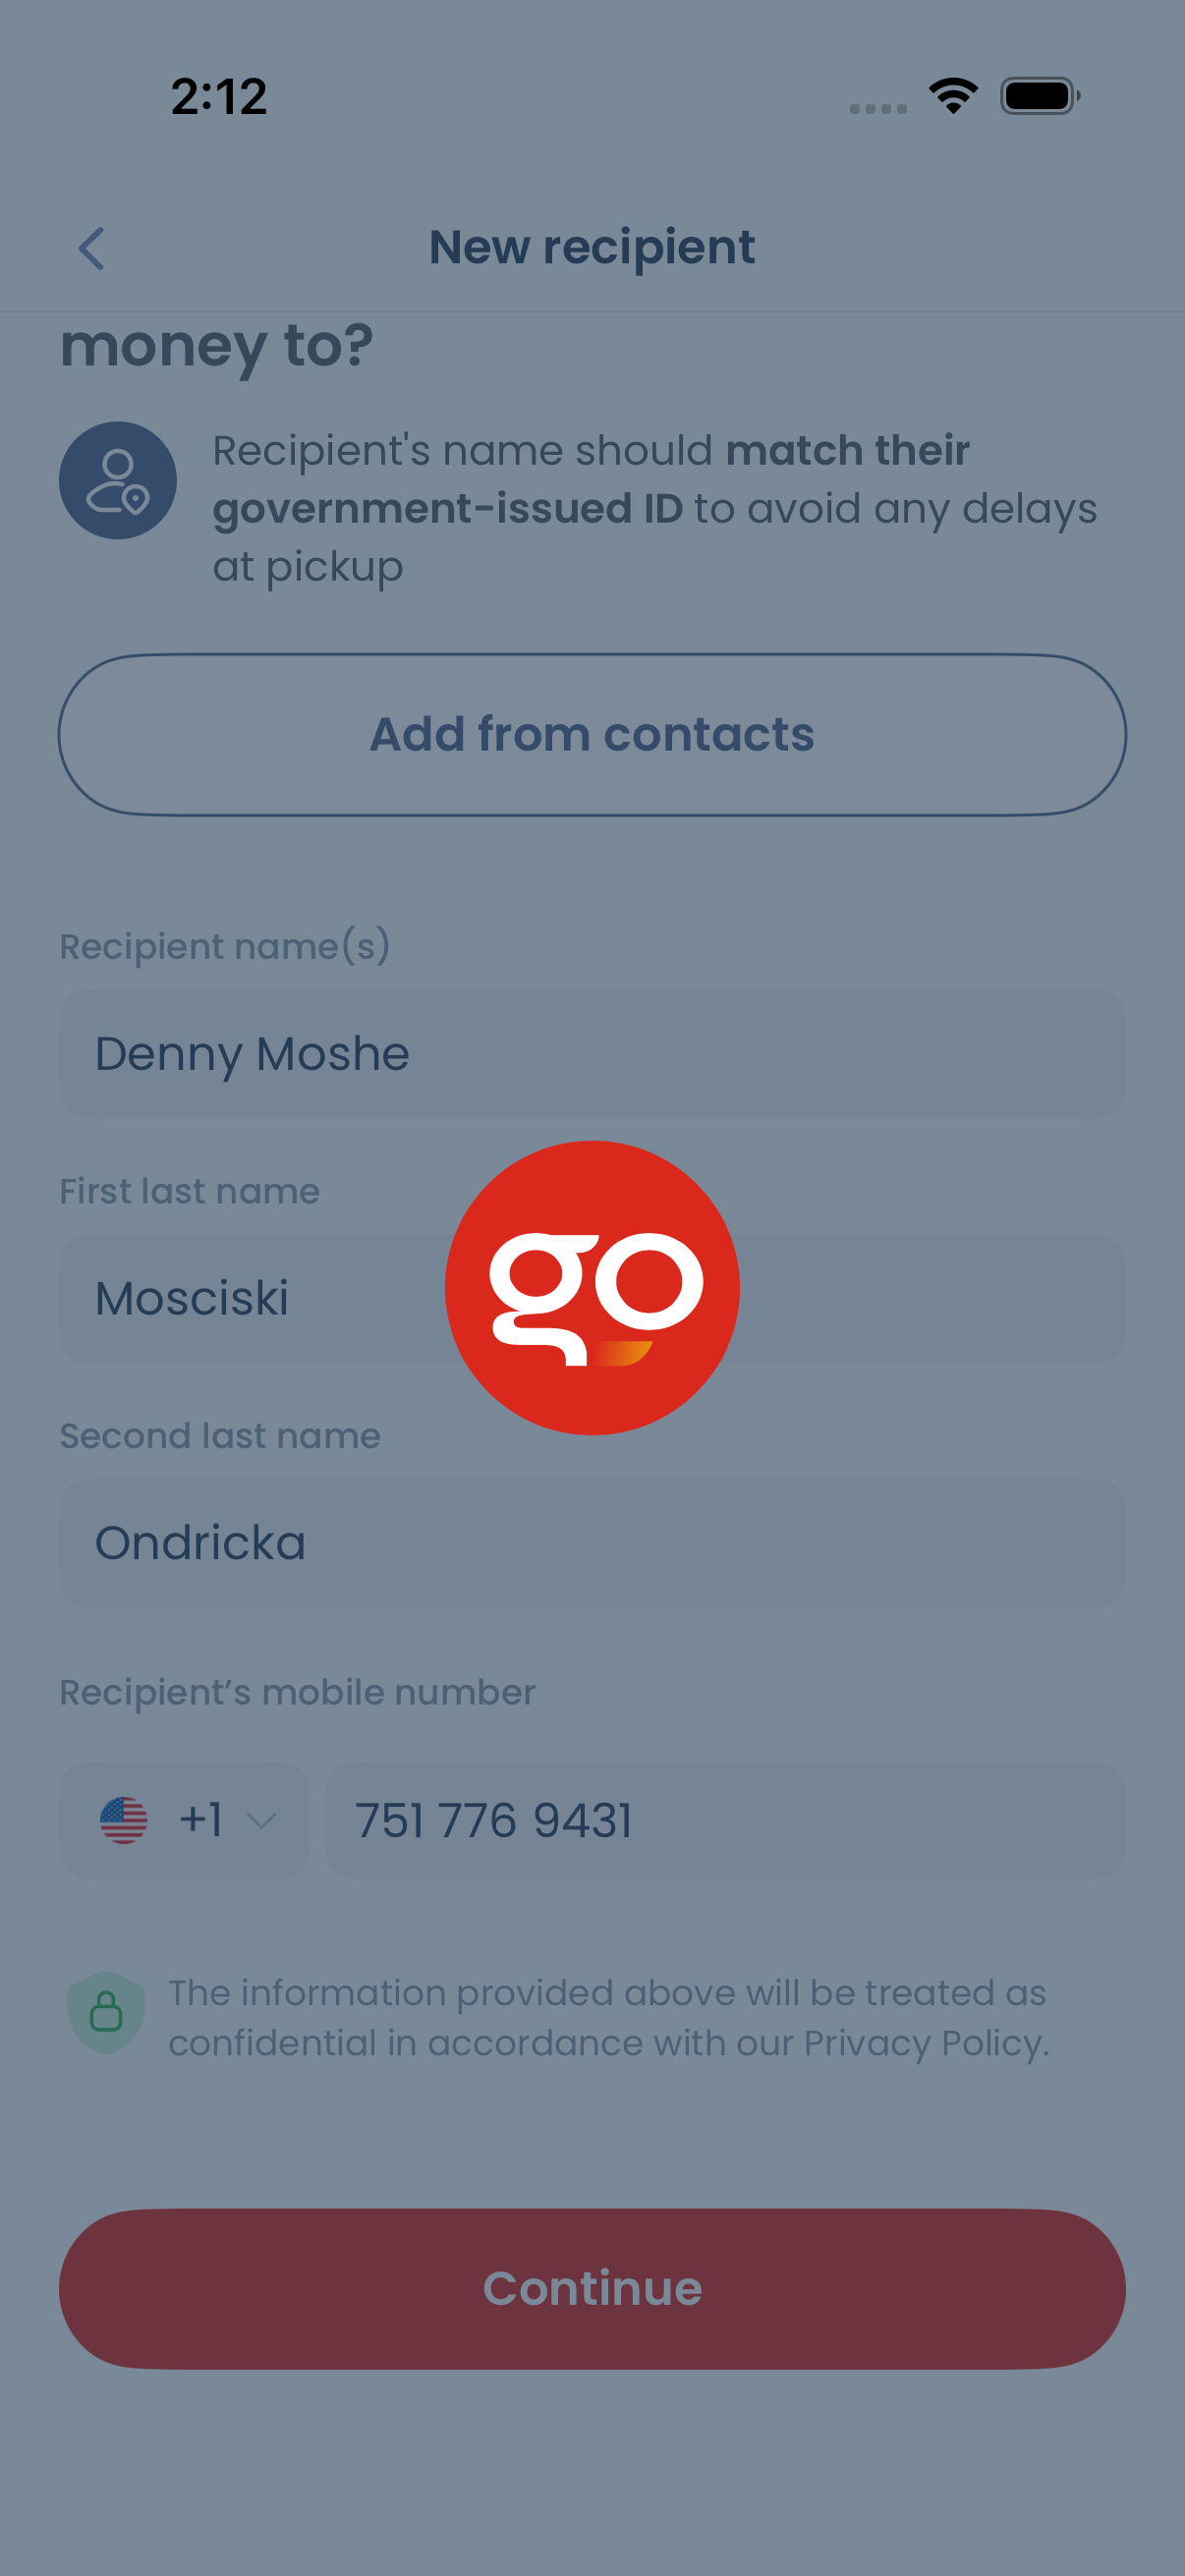 2:12
New recipient
money to?
Recipient's name should match their
government-issued ID to avoid any delays
at pickup
Add from contacts
Recipient name(s)
Denny Moshe
First last name
Mosciski
go
Second last name
Ondricka
Recipient’s mobile number
+1 751 776 9431
The information provided above will be treated as
confidential in accordance with our Privacy Policy.
Continue